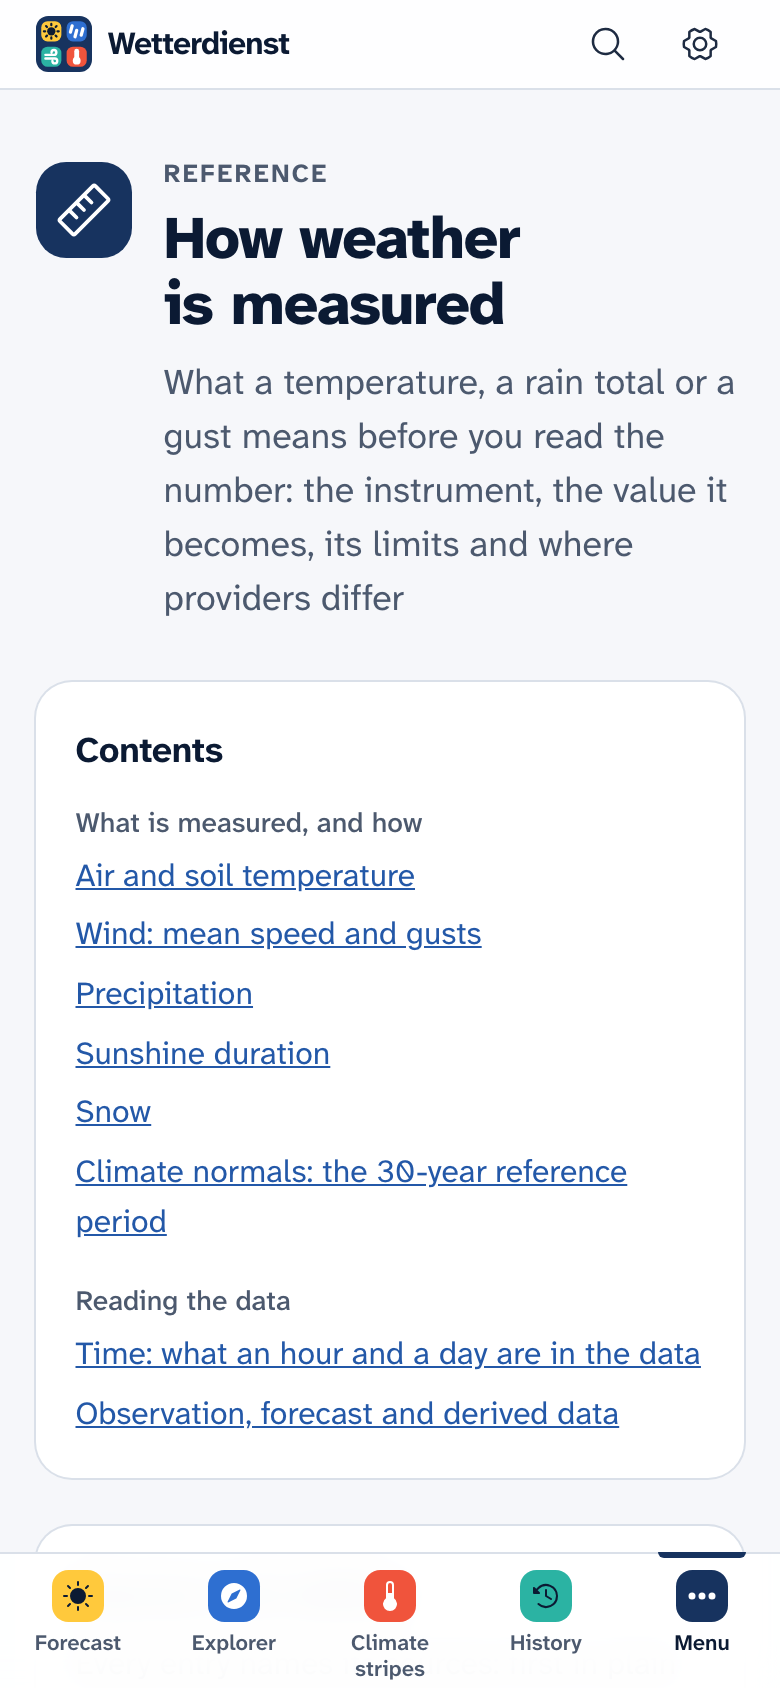 Wetterdienst
REFERENCE
How weather
is measured
What a temperature, a rain total or a
gust means before you read the
number: the instrument, the value it
becomes, its limits and where
providers differ
Contents
What is measured, and how
Air and soil temperature
Wind: mean speed and gusts
Precipitation
Sunshine duration
Snow
Climate normals: the 30-year reference
period
Reading the data
Time: what an hour and a day are in the data
Observation, forecast and derived data
Forecast
Explorer
Climate
stripes
History
Menu